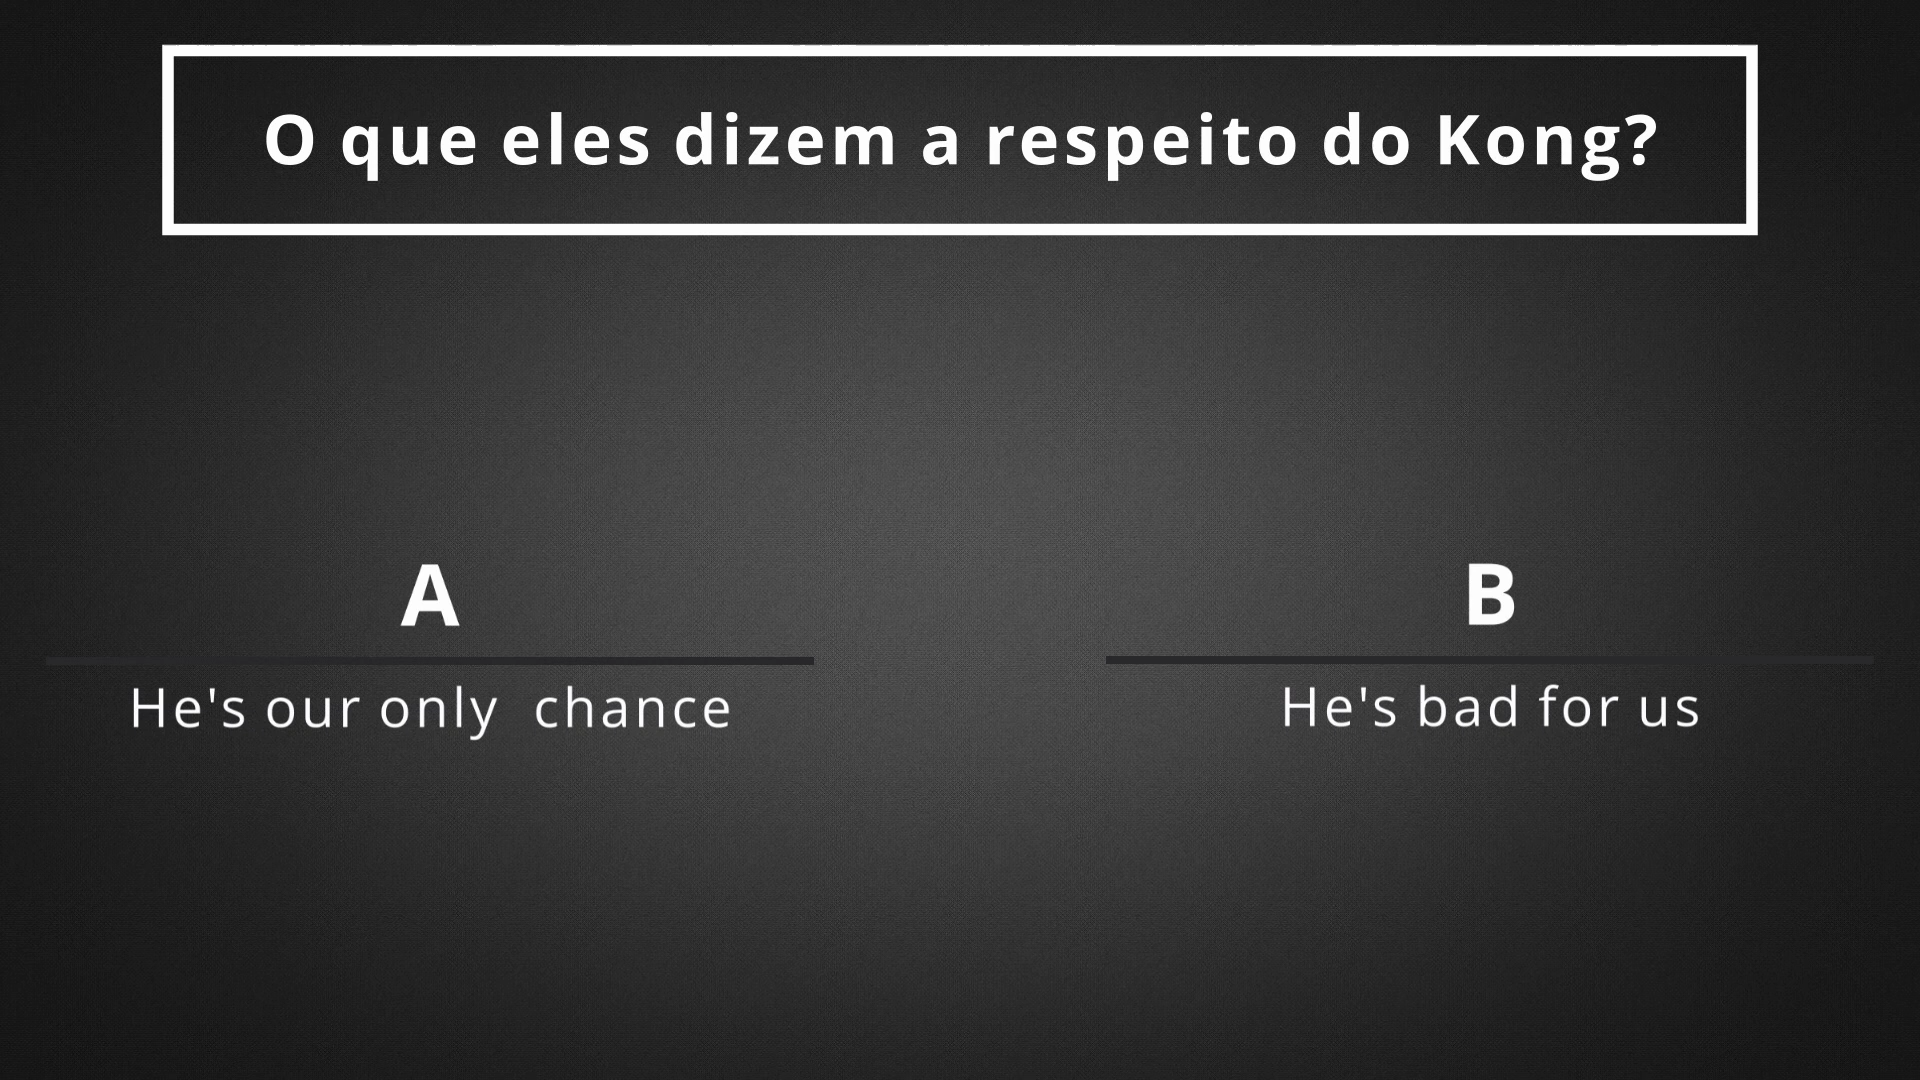 O que eles dizem a respeito do Kong?
A
He's our only  chance
B
He's bad for us